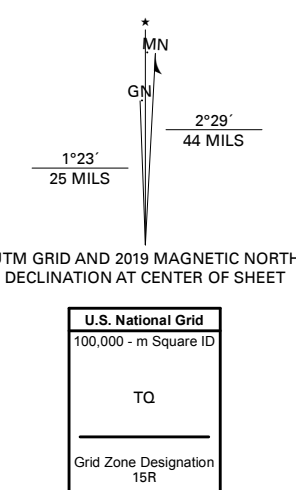 ★
MN
GN
2°29´
44 MILS
1°23´
25 MILS
UTM GRID AND 2019 MAGNETIC NORTH
DECLINATION AT CENTER OF SHEET
U.S. National Grid
100,000 - m Square ID
TQ
Grid Zone Designation
15R